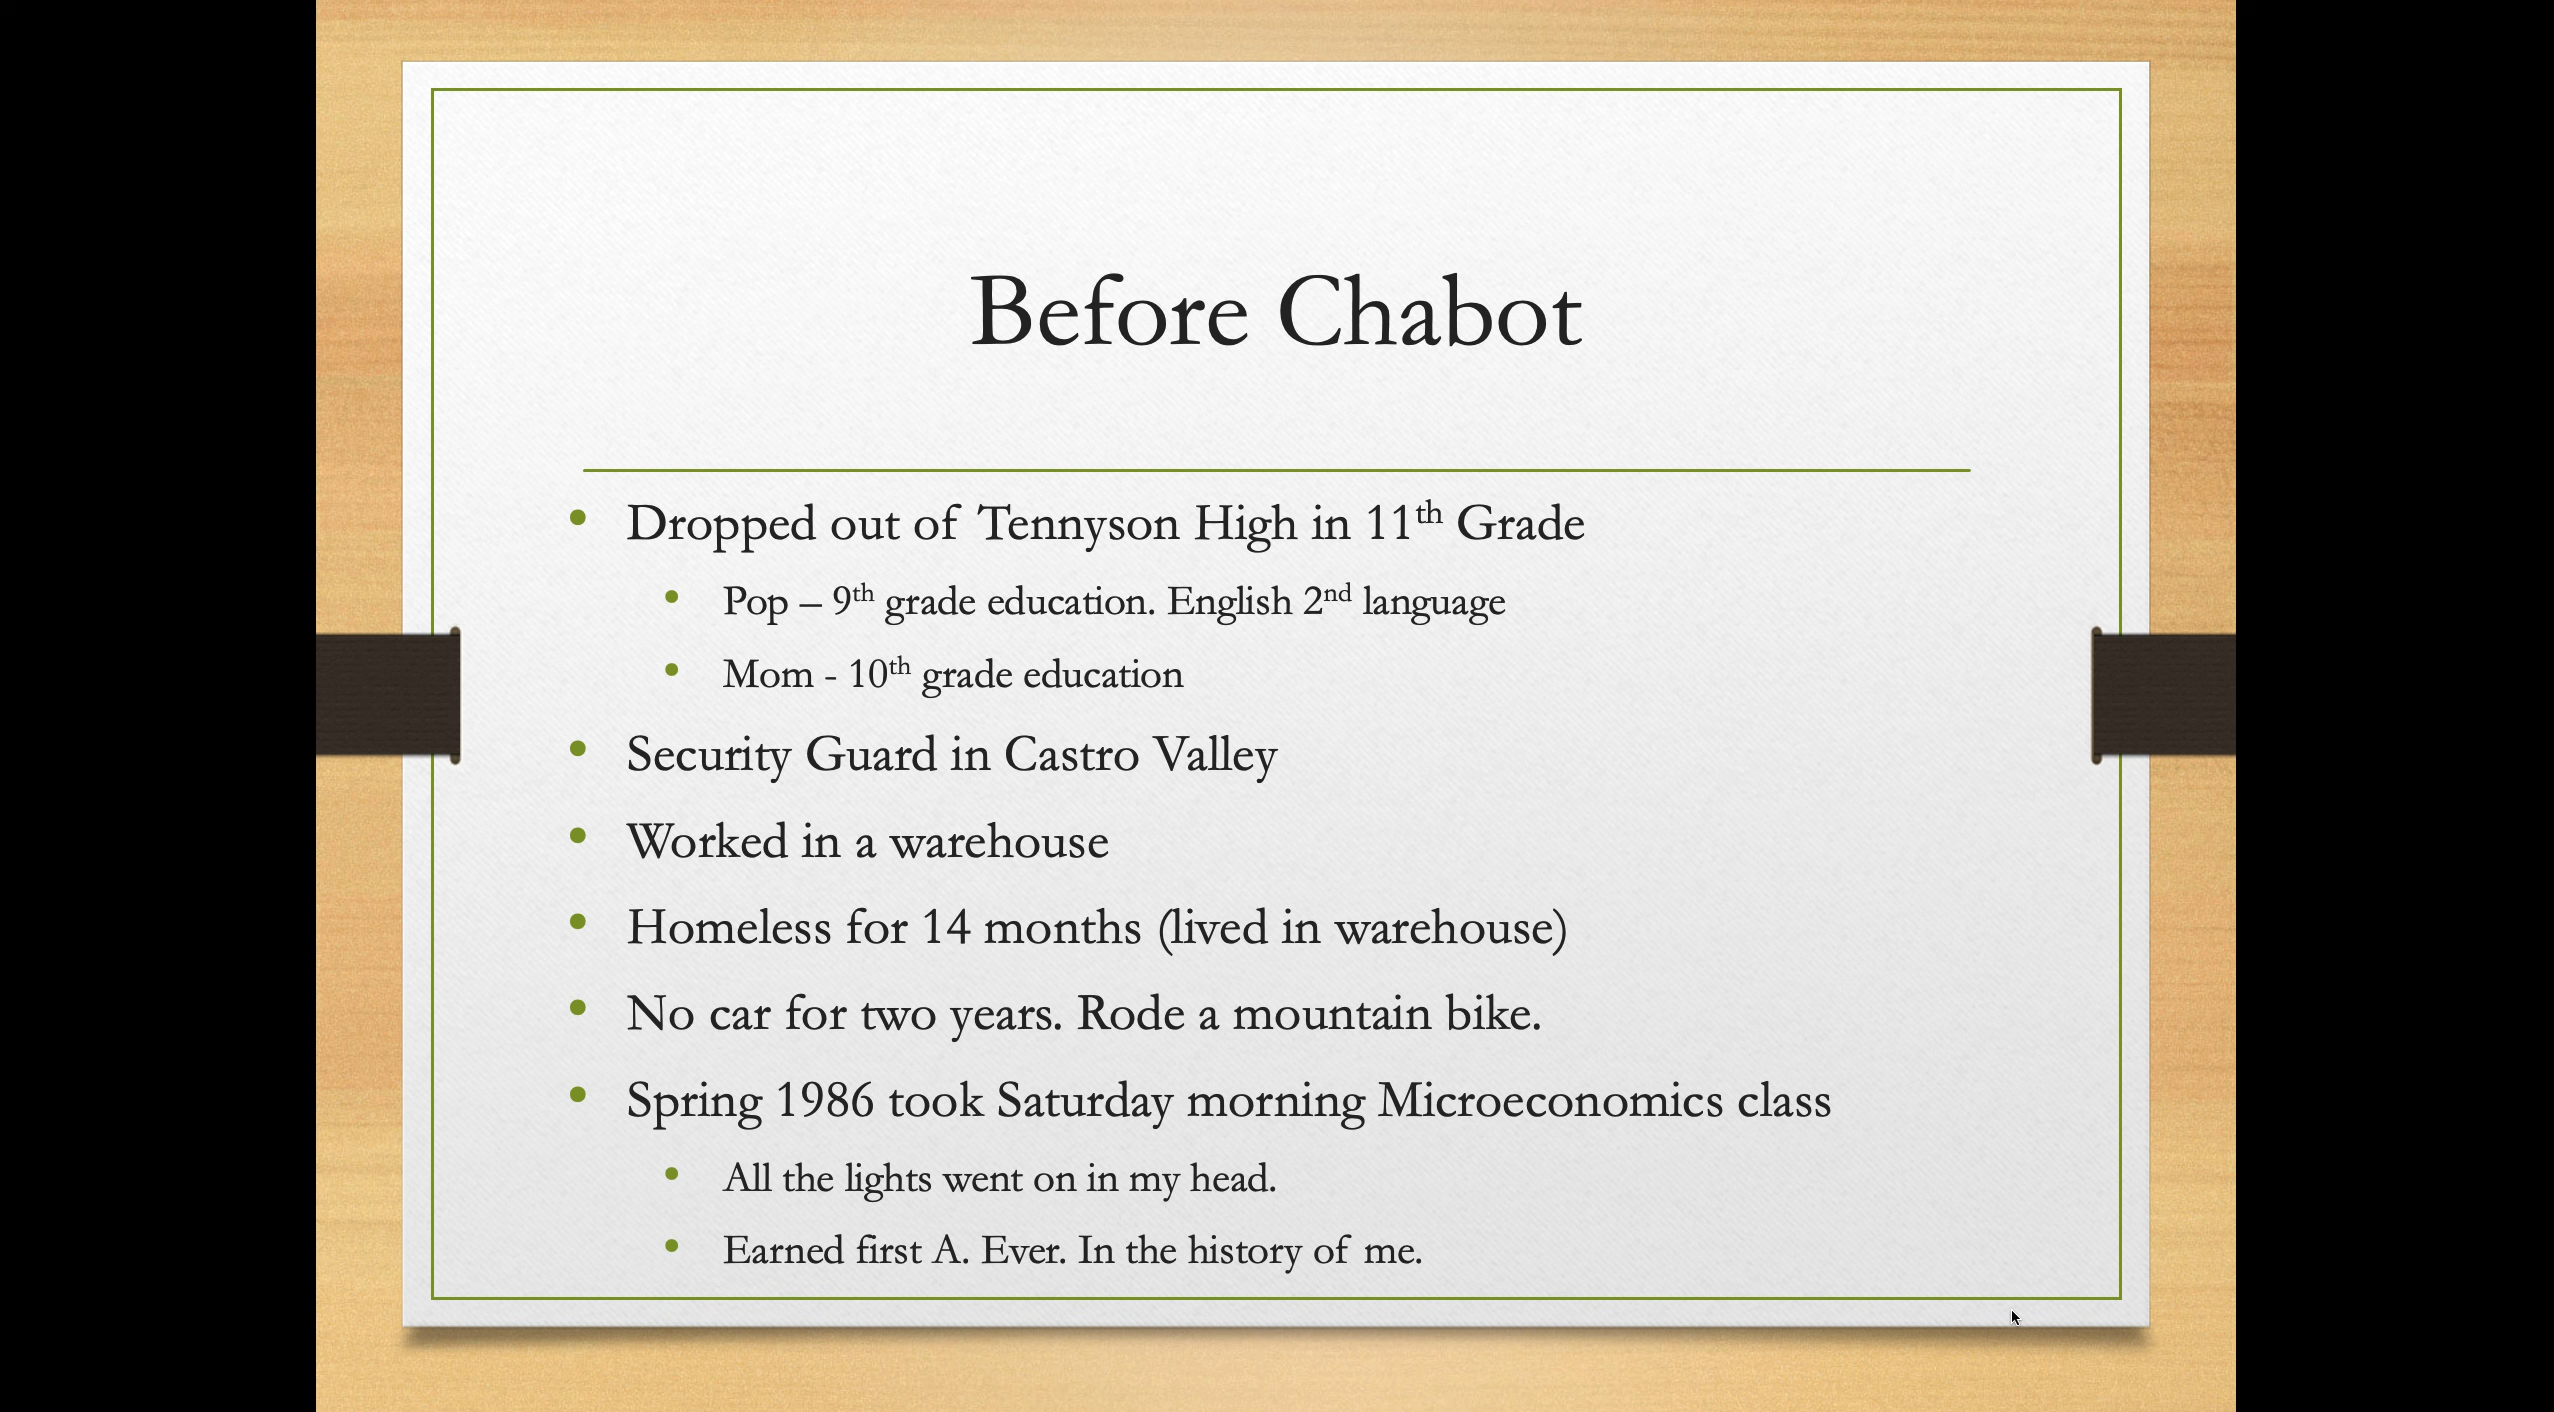 Before Chabot
• Dropped out of Tennyson High in 11th Grade
• Pop – 9th grade education. English 2nd language
• Mom - 10th grade education
• Security Guard in Castro Valley
• Worked in a warehouse
• Homeless for 14 months (lived in warehouse)
• No car for two years. Rode a mountain bike.
• Spring 1986 took Saturday morning Microeconomics class
• All the lights went on in my head.
• Earned first A. Ever. In the history of me.